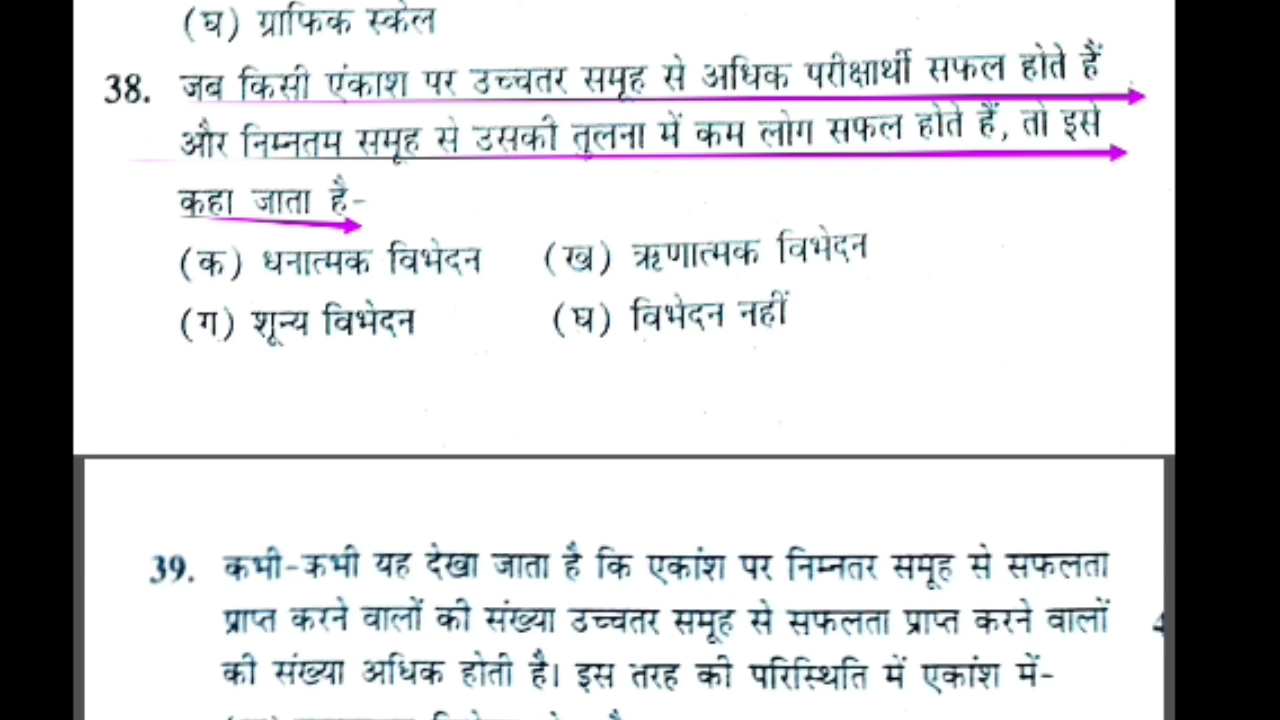 (घ) ग्राफिक स्केल
38. जब किसी एंकाश पर उच्चतर समूह से अधिक परीक्षार्थी सफल होते हैं
और निम्नतम समूह से उसकी तुलना में कम लोग सफल होते हैं, तो इसे
कहा जाता है-
(क) धनात्मक विभेदन (ख) ऋणात्मक विभेदन
(ग) शून्य विभेदन (घ) विभेदन नहीं
39. कभी-कभी यह देखा जाता है कि एकांश पर निम्नतर समूह से सफलता
प्राप्त करने वालों की संख्या उच्चतर समूह से सफलता प्राप्त करने वालों
की संख्या अधिक होती है। इस तरह की परिस्थिति में एकांश में-